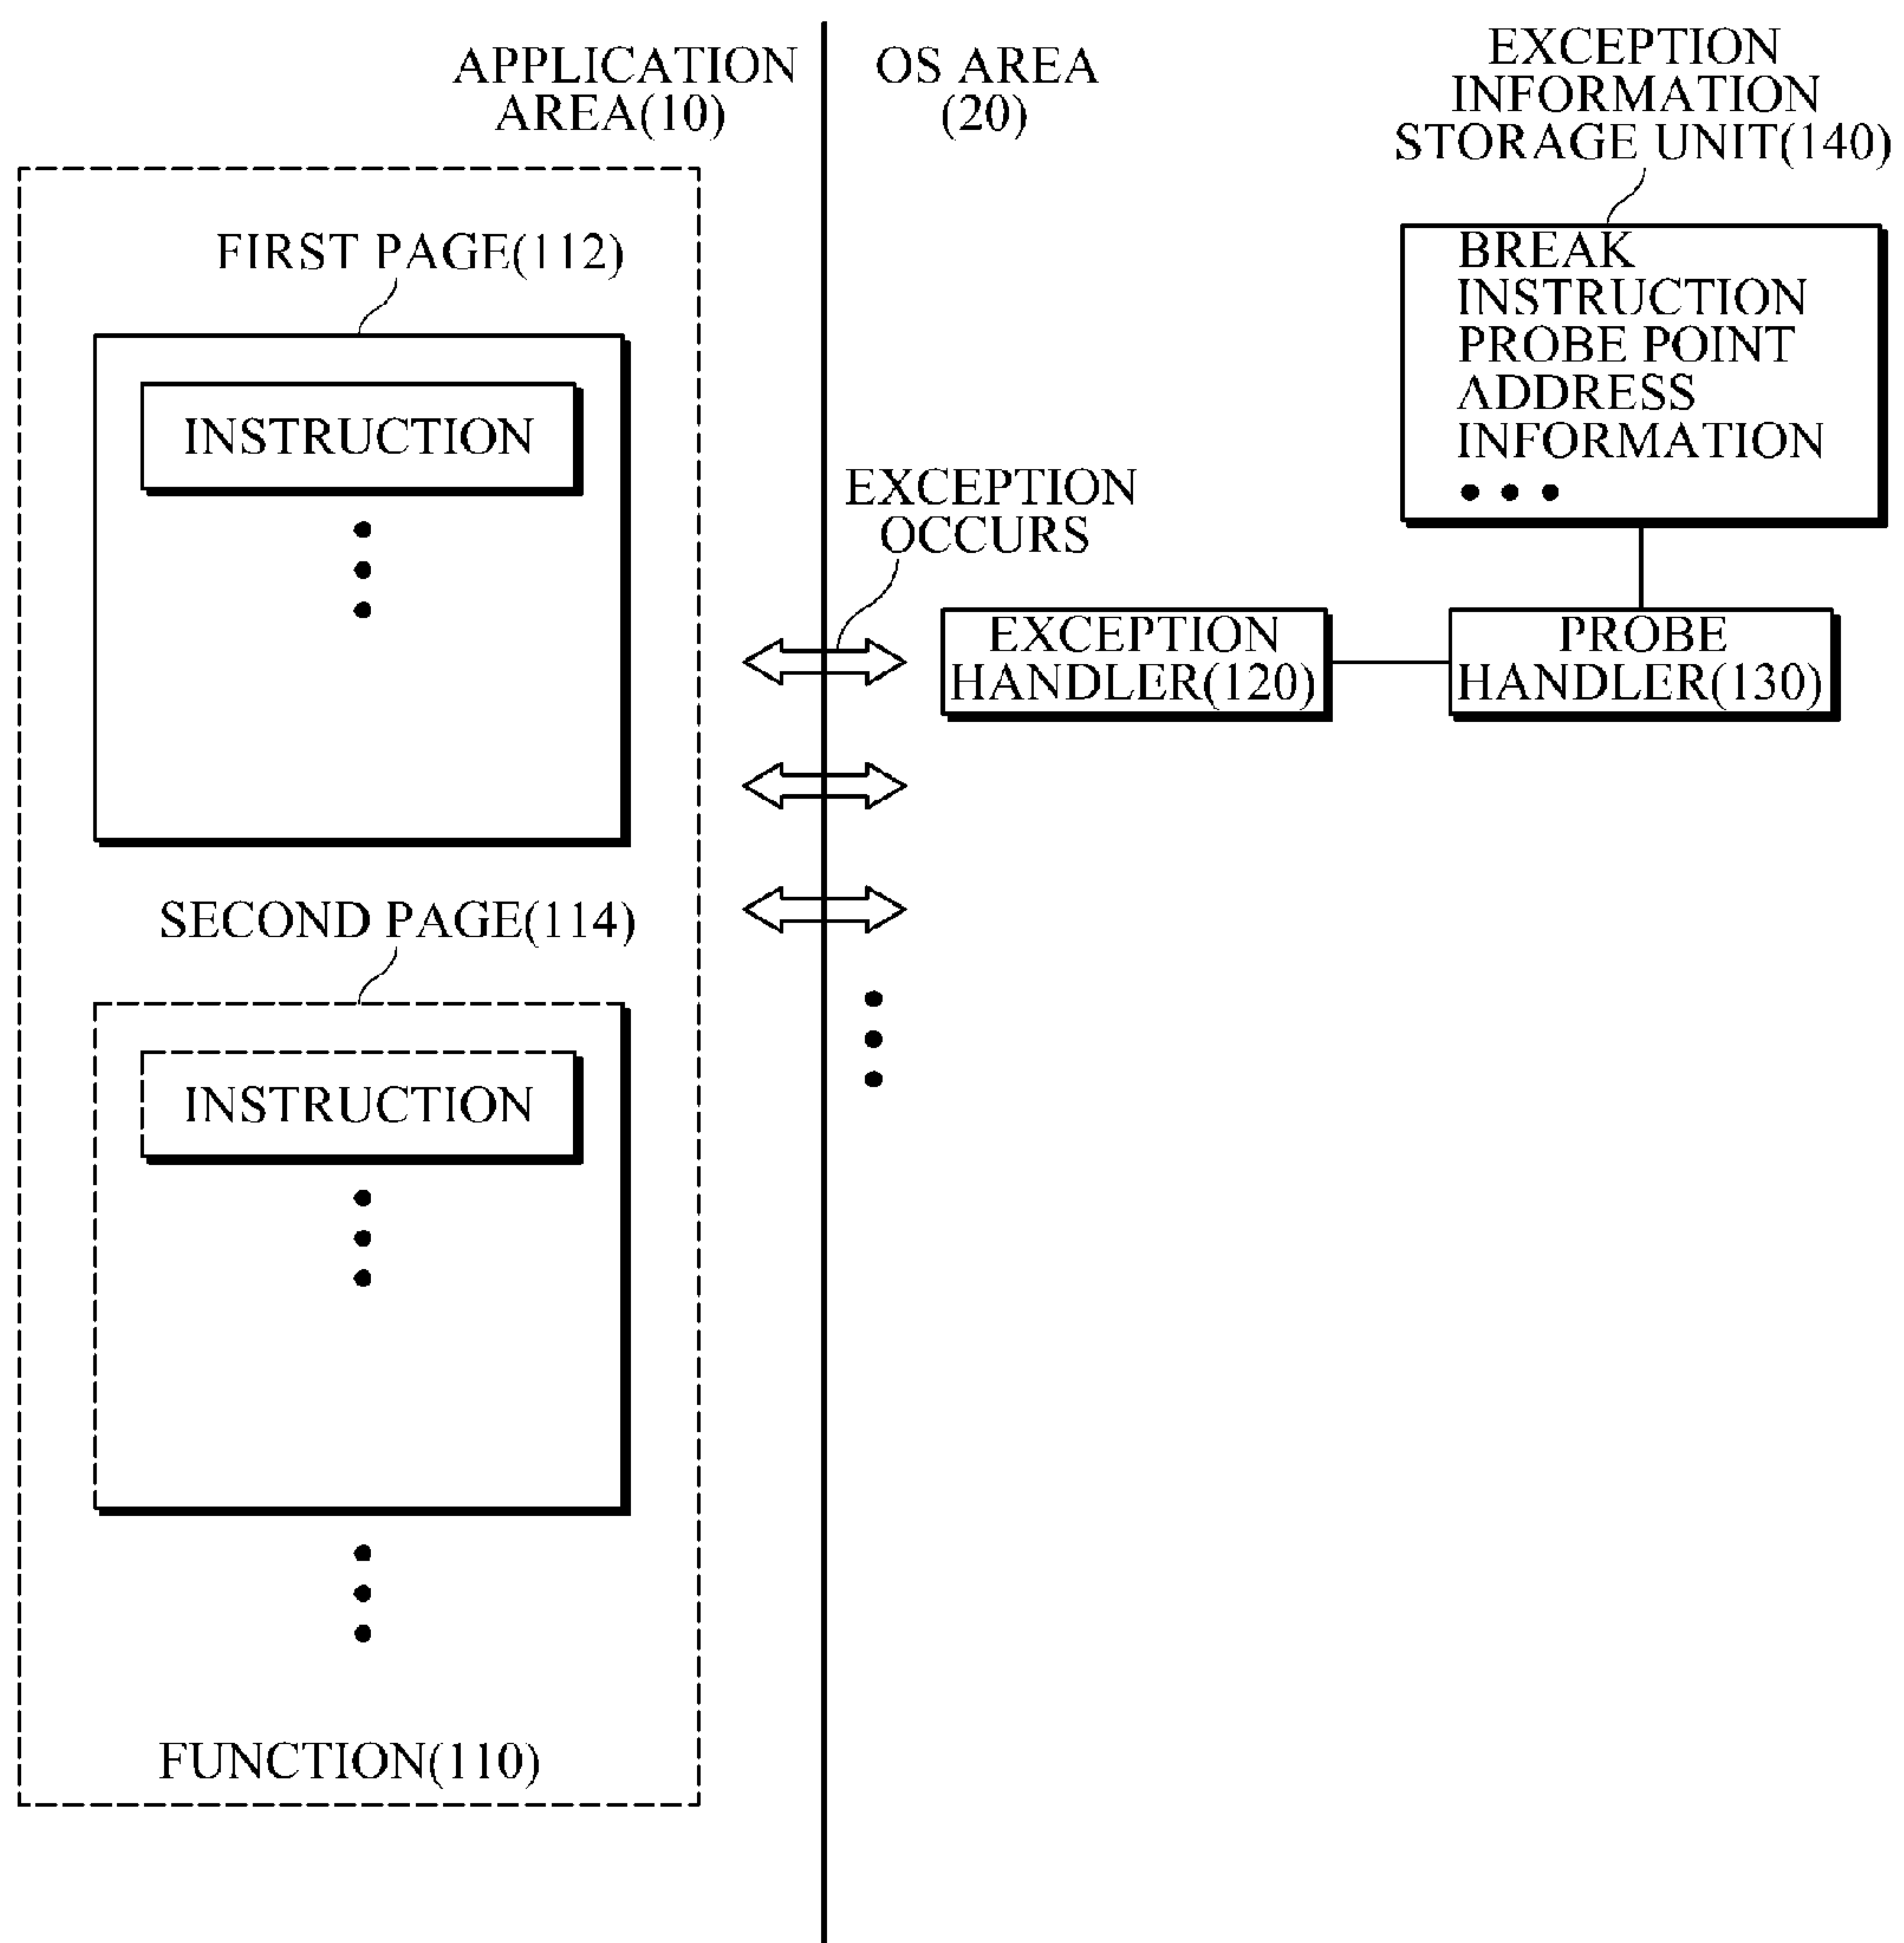 APPLICATION
AREA(10)
OS AREA
(20)
EXCEPTION
INFORMATION
STORAGE UNIT(140)
FIRST PAGE(112)
INSTRUCTION
BREAK
INSTRUCTION
PROBE POINT
ADDRESS
INFORMATION
EXCEPTION
OCCURS
EXCEPTION
HANDLER(120)
PROBE
HANDLER(130)
SECOND PAGE(114)
INSTRUCTION
FUNCTION(110)